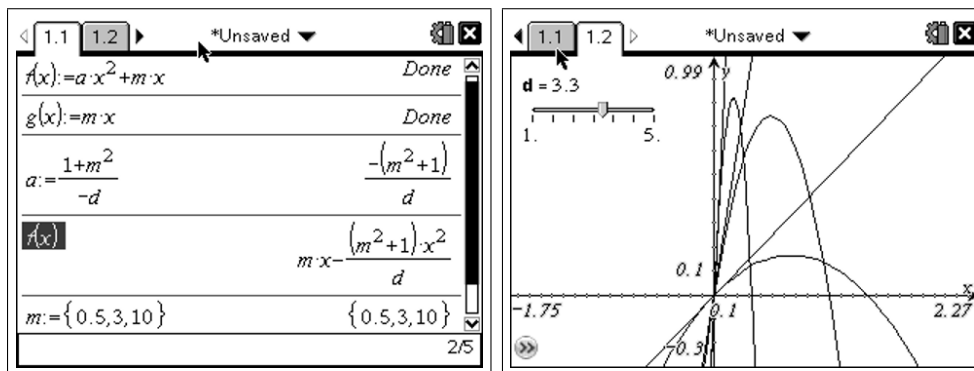 1.1 1.2 *Unsaved
f(x):=a·x²+m·x Done
g(x):=m·x Done
a:=(1+m²)/(-d) -(m²+1)/d
f(x) m·x-((m²+1)·x²)/d
m:={0.5,3,10} {0.5,3,10}
2/5
1.1 1.2 *Unsaved
0.99 y
d = 3.3
1. 5.
0.1
x
-1.75 0.1 2.27
-0.3